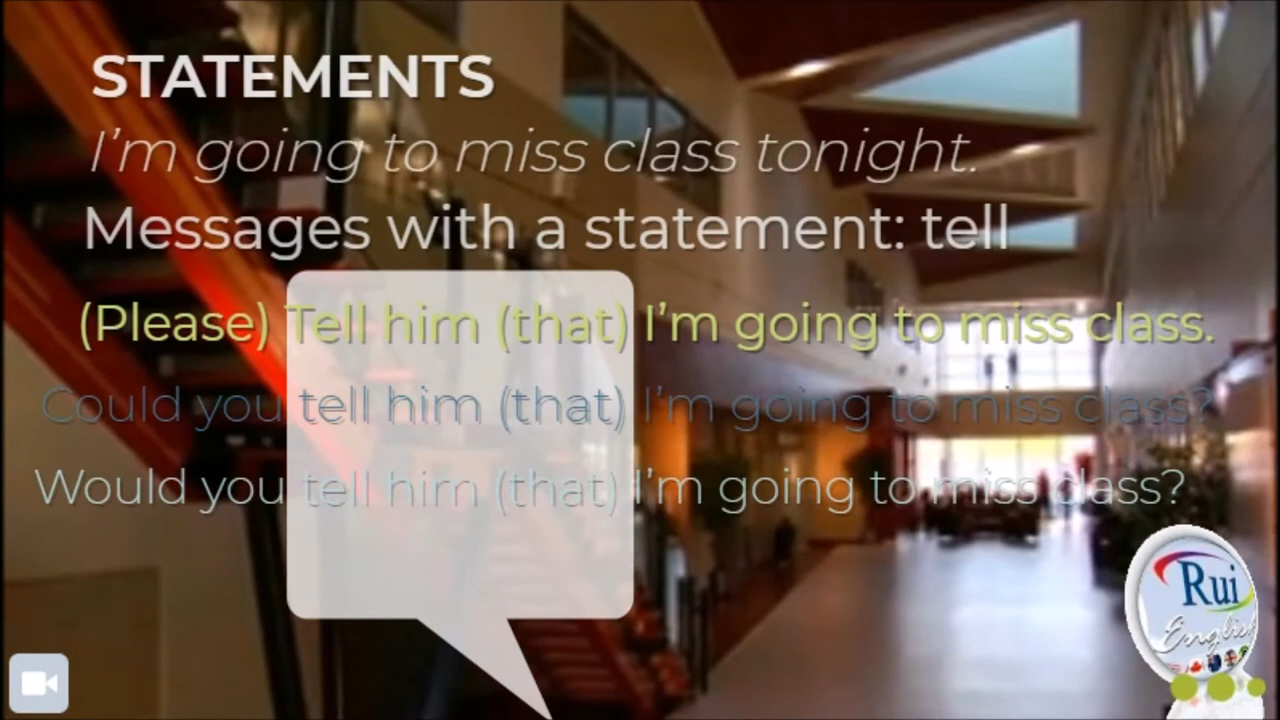 STATEMENTS
I'm going to miss class tonight.
Messages with a statement: tell
(Please) Tell him (that) I'm going to miss class.
Could you tell him (that) I'm going to miss class?
Would you tell him (that) I'm going to miss class?
Rui
English